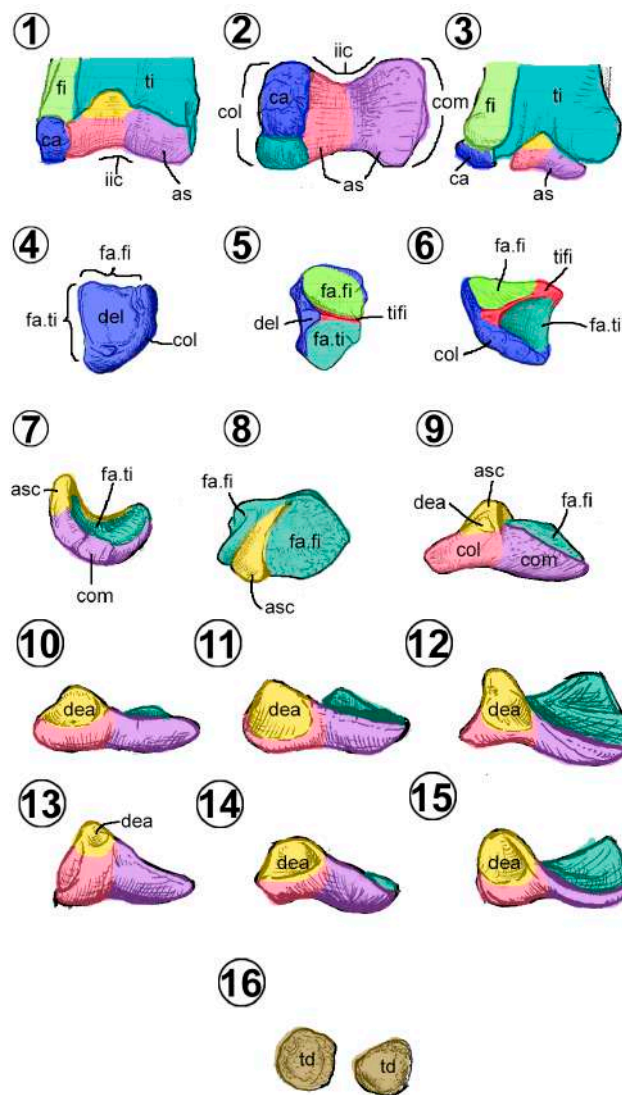 1 2 3
fi ti ca iic as
iic col ca com as
fi ti ca as
4 5 6
fa.fi fa.ti del col
fa.fi del tifi fa.ti
fa.fi tifi fa.ti col
7 8 9
asc fa.ti com
fa.fi fa.fi asc
asc dea fa.fi col com
10 11 12
dea dea dea
13 14 15
dea dea dea
16
td td